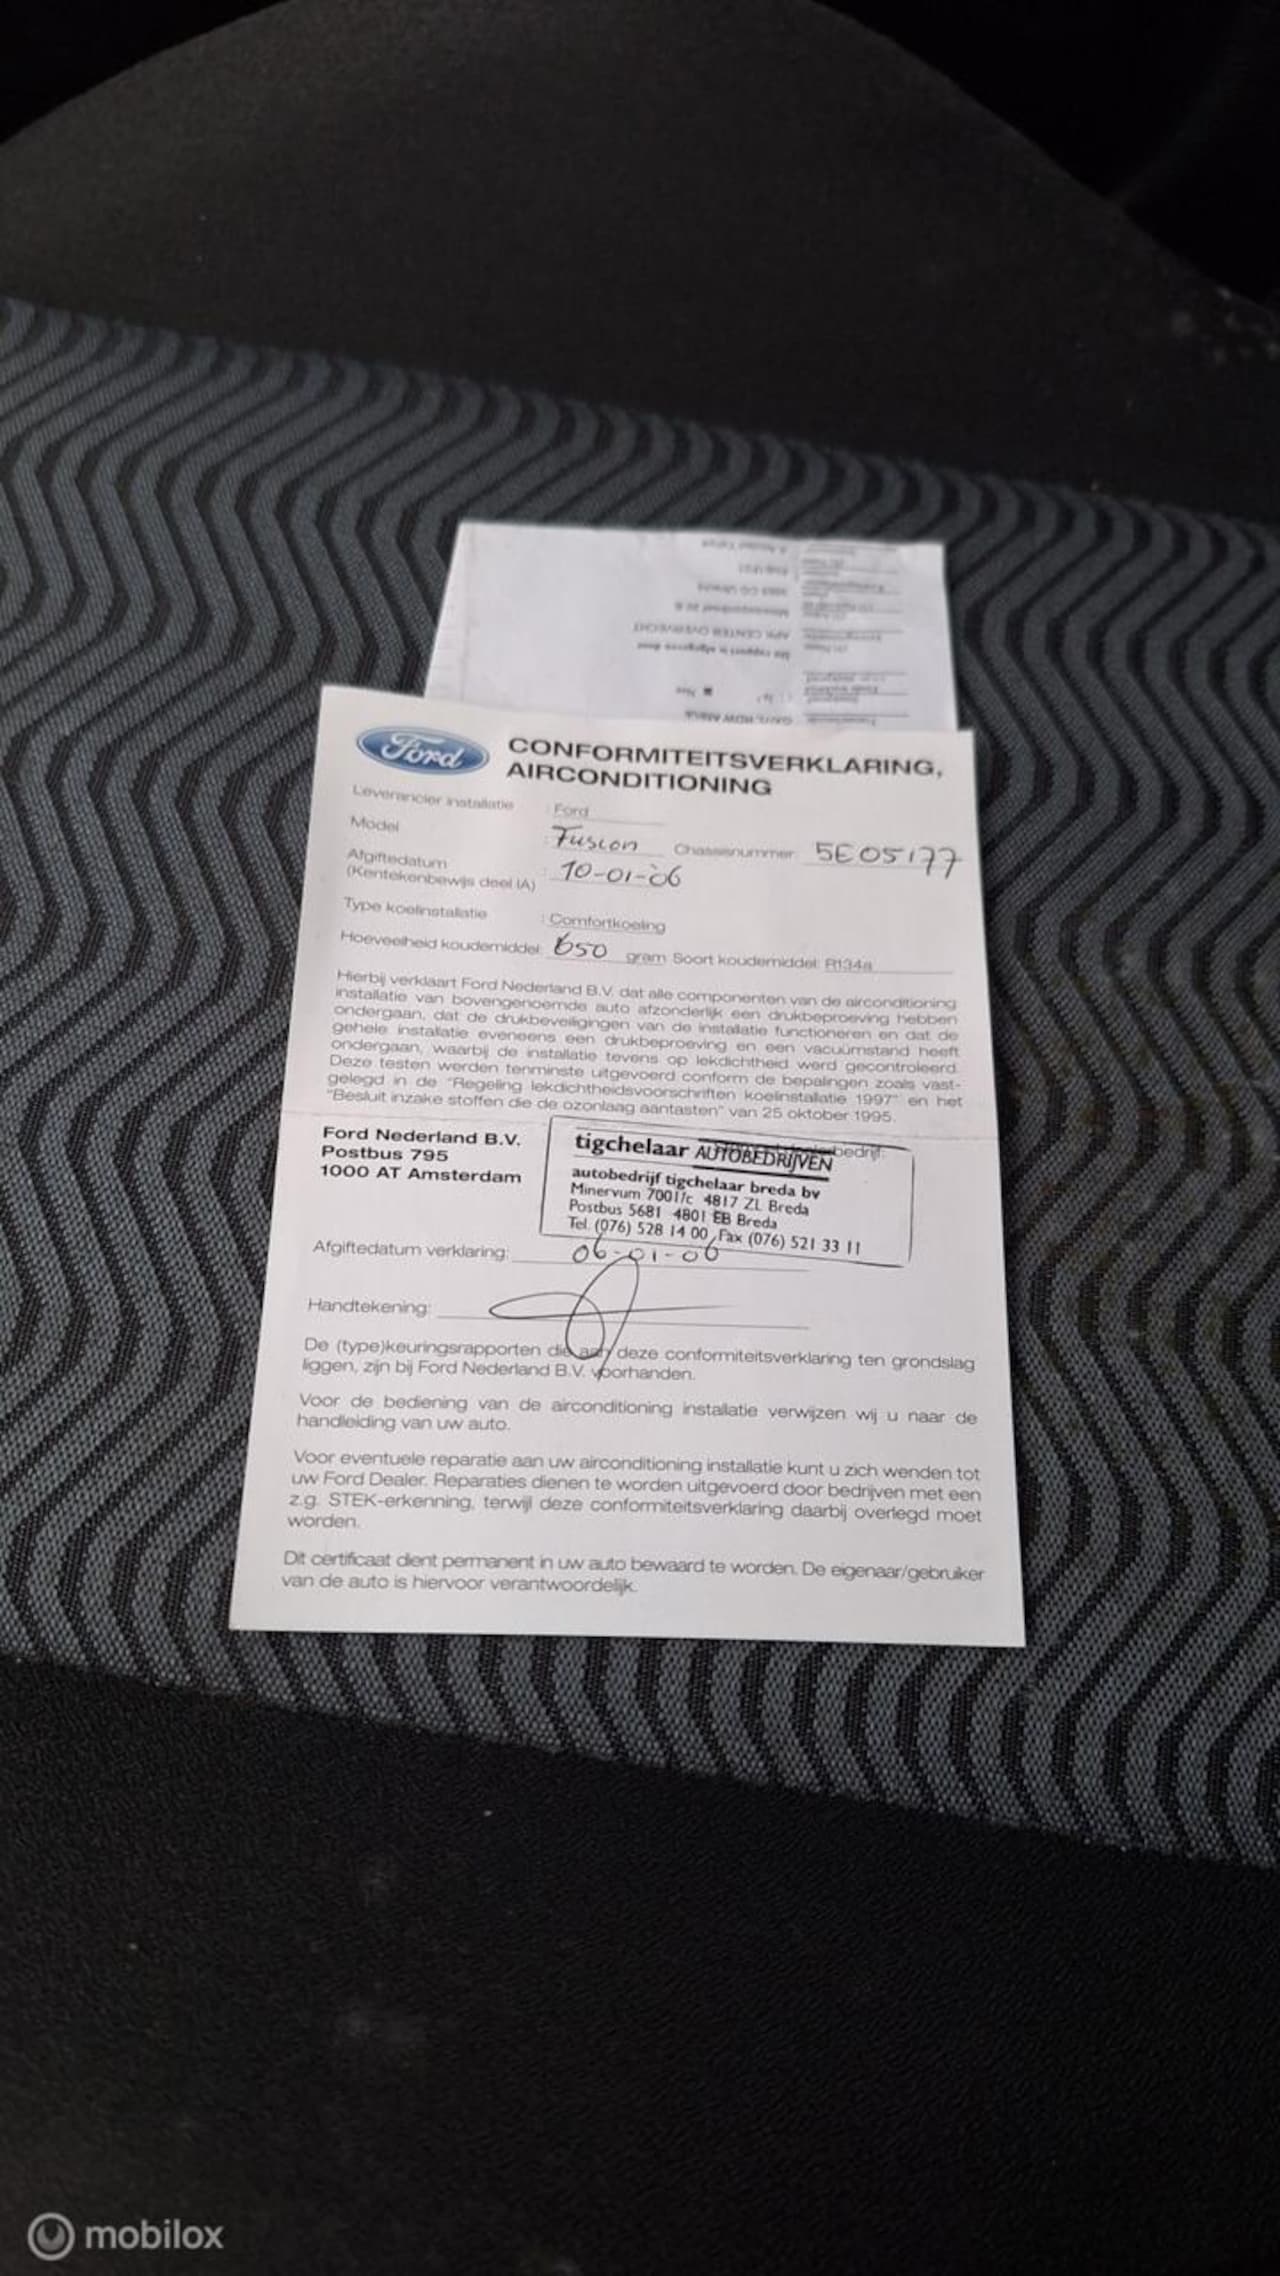 Ford
CONFORMITEITSVERKLARING,
AIRCONDITIONING
Leverancier installatie : Ford
Model : Fusion Chassisnummer 5E05177
Afgiftedatum
(Kentekenbewijs deel IA) : 10-01-06
Type koelinstallatie : Comfortkoeling
Hoeveelheid koudemiddel: 650 gram Soort koudemiddel: R134a
Hierbij verklaart Ford Nederland B.V. dat alle componenten van de airconditioning
installatie van bovengenoemde auto afzonderlijk een drukbeproeving hebben
ondergaan, dat de drukbeveiligingen van de installatie functioneren en dat de
gehele installatie eveneens een drukbeproeving en een vacuümstand heeft
ondergaan, waarbij de installatie tevens op lekdichtheid werd gecontroleerd.
Deze testen werden tenminste uitgevoerd conform de bepalingen zoals vast-
gelegd in de "Regeling lekdichtheidsvoorschriften koelinstallatie 1997" en het
"Besluit inzake stoffen die de ozonlaag aantasten" van 25 oktober 1995.
Ford Nederland B.V.
Postbus 795
1000 AT Amsterdam
tigchelaar AUTOBEDRIJVEN bedrijf:
autobedrijf tigchelaar breda bv
Minervum 7001/c 4817 ZL Breda
Postbus 5681 4801 EB Breda
Tel. (076) 528 14 00 Fax (076) 521 33 11
Afgiftedatum verklaring: 06-01-06
Handtekening:
De (type)keuringsrapporten die aan deze conformiteitsverklaring ten grondslag
liggen, zijn bij Ford Nederland B.V. voorhanden.
Voor de bediening van de airconditioning installatie verwijzen wij u naar de
handleiding van uw auto.
Voor eventuele reparatie aan uw airconditioning installatie kunt u zich wenden tot
uw Ford Dealer. Reparaties dienen te worden uitgevoerd door bedrijven met een
z.g. STEK-erkenning, terwijl deze conformiteitsverklaring daarbij overlegd moet
worden.
Dit certificaat dient permanent in uw auto bewaard te worden. De eigenaar/gebruiker
van de auto is hiervoor verantwoordelijk.
mobilox